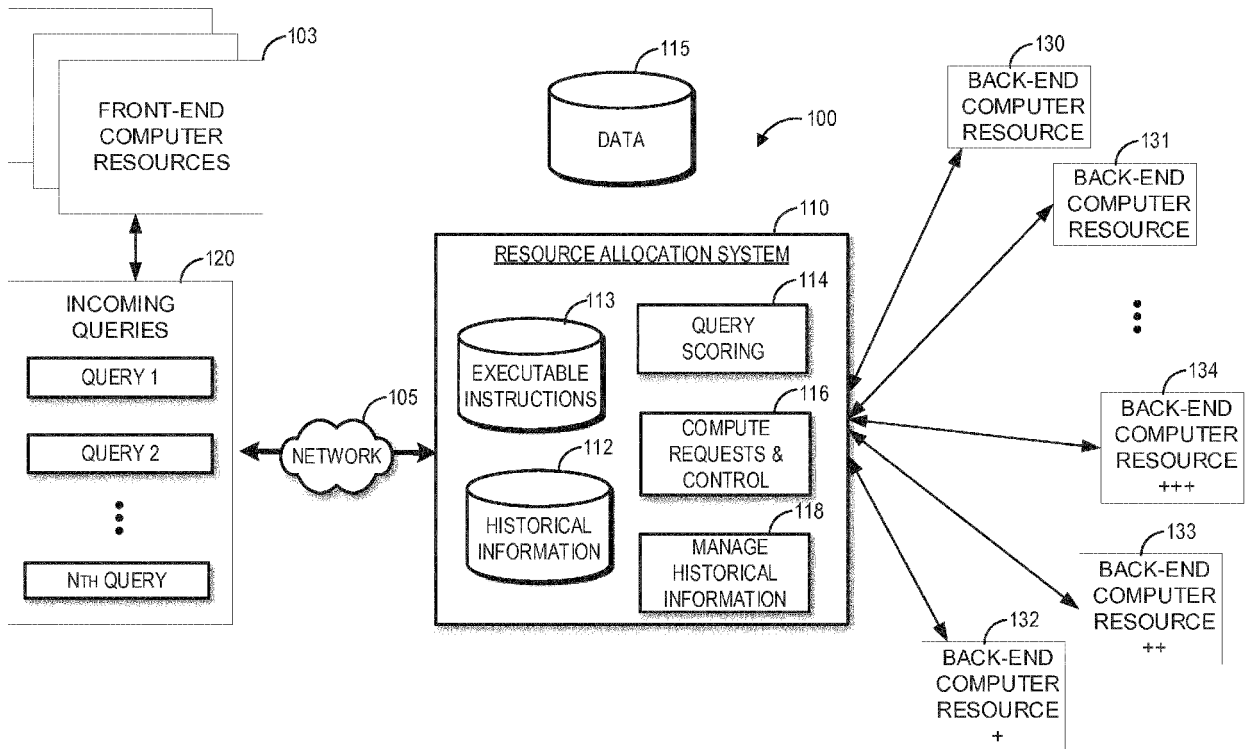 103
FRONT-END
COMPUTER
RESOURCES
120
INCOMING
QUERIES
QUERY 1
QUERY 2
NTH QUERY
105
NETWORK
115
DATA
100
110
RESOURCE ALLOCATION SYSTEM
113
EXECUTABLE
INSTRUCTIONS
112
HISTORICAL
INFORMATION
114
QUERY
SCORING
116
COMPUTE
REQUESTS &
CONTROL
118
MANAGE
HISTORICAL
INFORMATION
130
BACK-END
COMPUTER
RESOURCE
131
BACK-END
COMPUTER
RESOURCE
134
BACK-END
COMPUTER
RESOURCE
+++
133
BACK-END
COMPUTER
RESOURCE
++
132
BACK-END
COMPUTER
RESOURCE
+